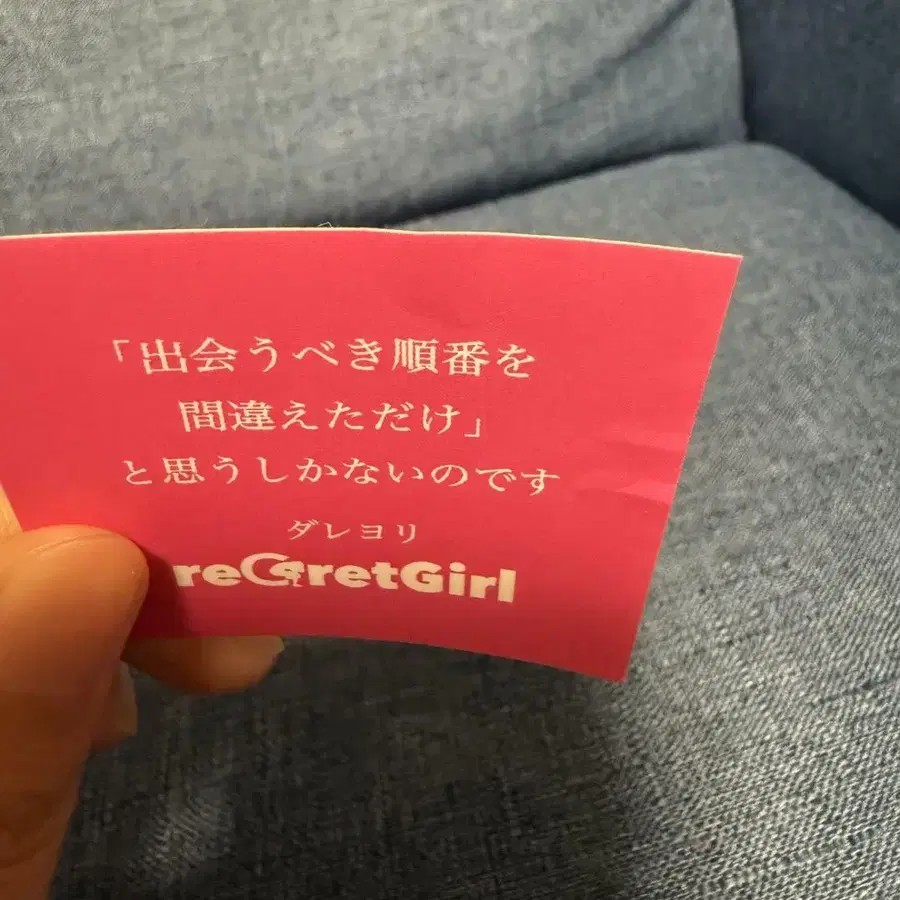 「出会うべき順番を
間違えただけ」
と思うしかないのです
ダレヨリ
reGretGirl